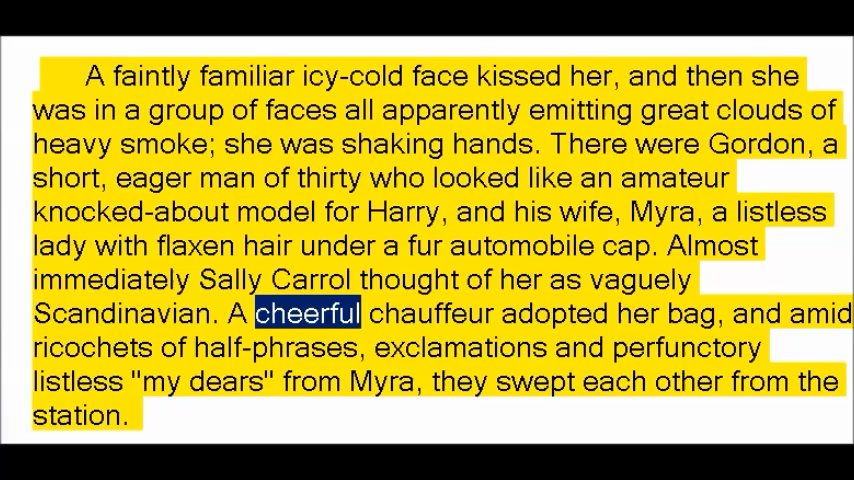 A faintly familiar icy-cold face kissed her, and then she
was in a group of faces all apparently emitting great clouds of
heavy smoke; she was shaking hands. There were Gordon, a
short, eager man of thirty who looked like an amateur
knocked-about model for Harry, and his wife, Myra, a listless
lady with flaxen hair under a fur automobile cap. Almost
immediately Sally Carrol thought of her as vaguely
Scandinavian. A cheerful chauffeur adopted her bag, and amid
ricochets of half-phrases, exclamations and perfunctory
listless "my dears" from Myra, they swept each other from the
station.